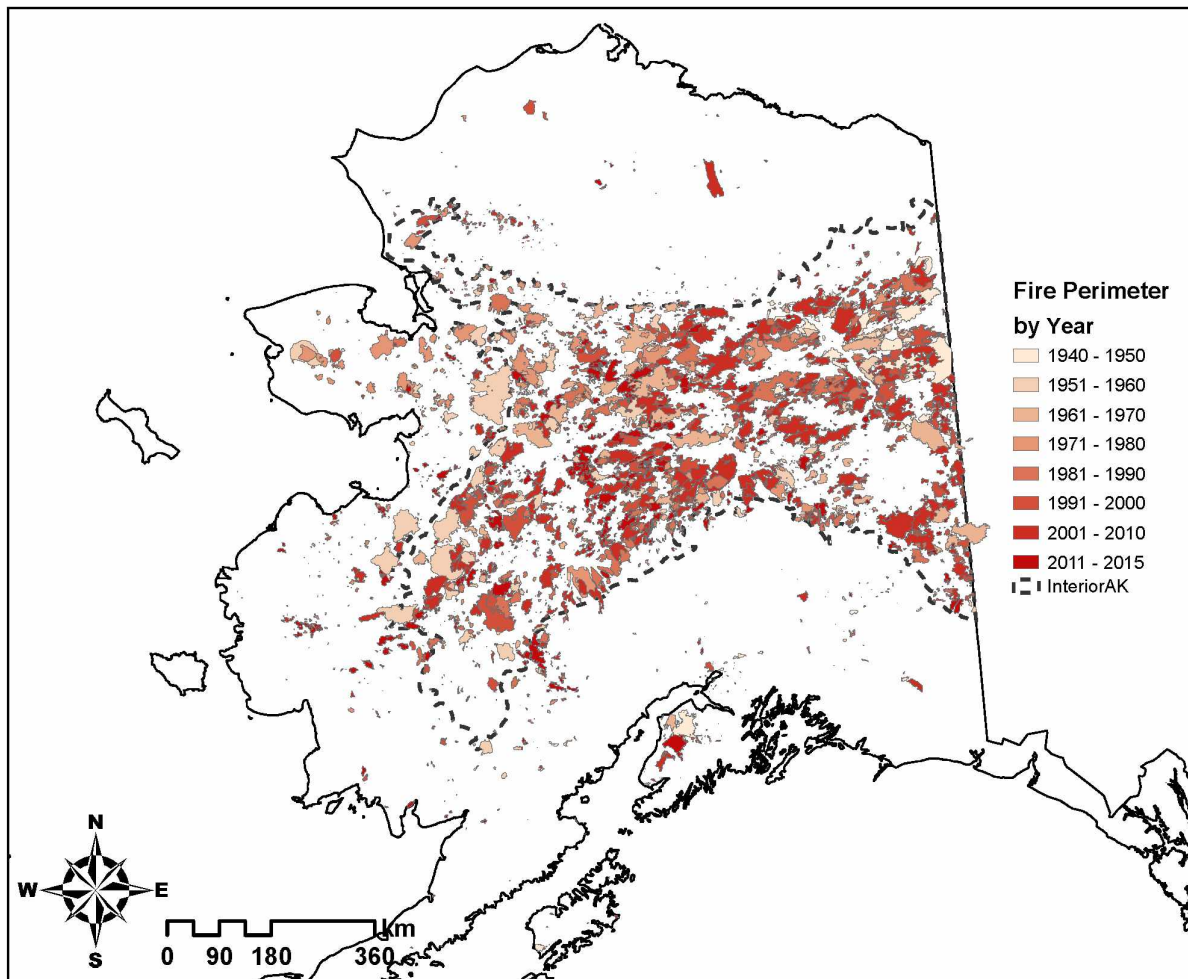 Fire Perimeter
by Year
1940 - 1950
1951 - 1960
1961 - 1970
1971 - 1980
1981 - 1990
1991 - 2000
2001 - 2010
2011 - 2015
InteriorAK
N
W E
S
km
0 90 180 360